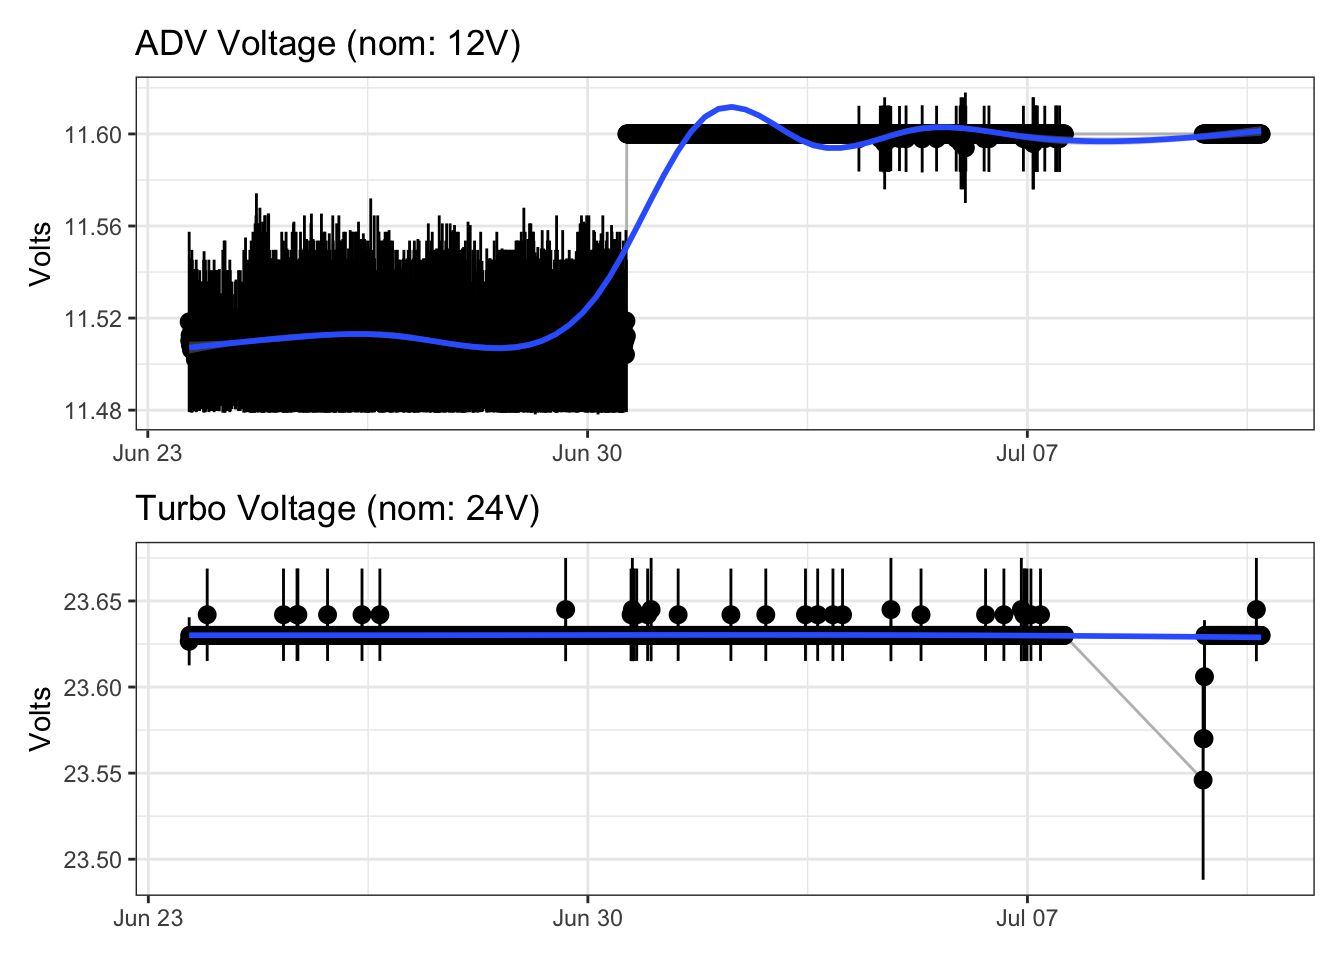 ADV Voltage (nom: 12V)
Volts
11.60
11.56
11.52
11.48
Jun 23
Jun 30
Jul 07
Turbo Voltage (nom: 24V)
Volts
23.65
23.60
23.55
23.50
Jun 23
Jun 30
Jul 07